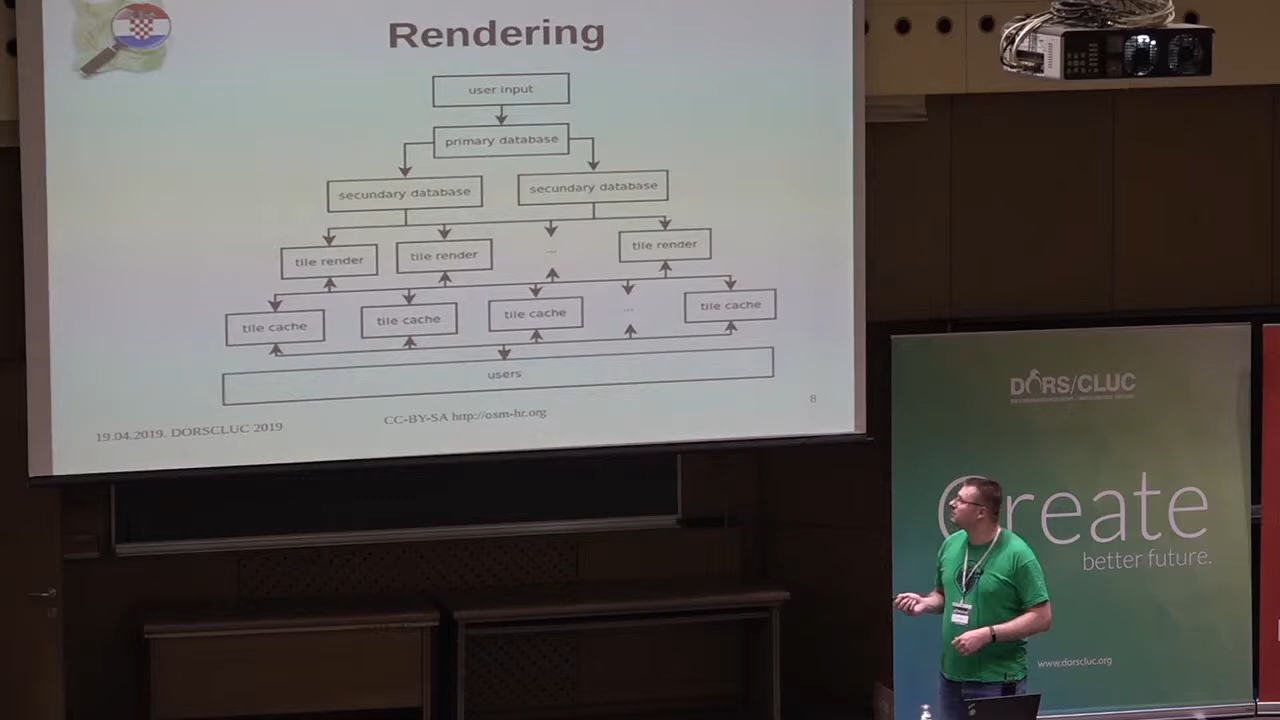 Rendering
user input
primary database
secundary database
secundary database
tile render
tile render
...
tile render
tile cache
tile cache
tile cache
...
tile cache
users
19.04.2019. DORSCLUC 2019
CC-BY-SA http://osm-hr.org
8
DORS/CLUC
Create
better future.
www.dorscluc.org